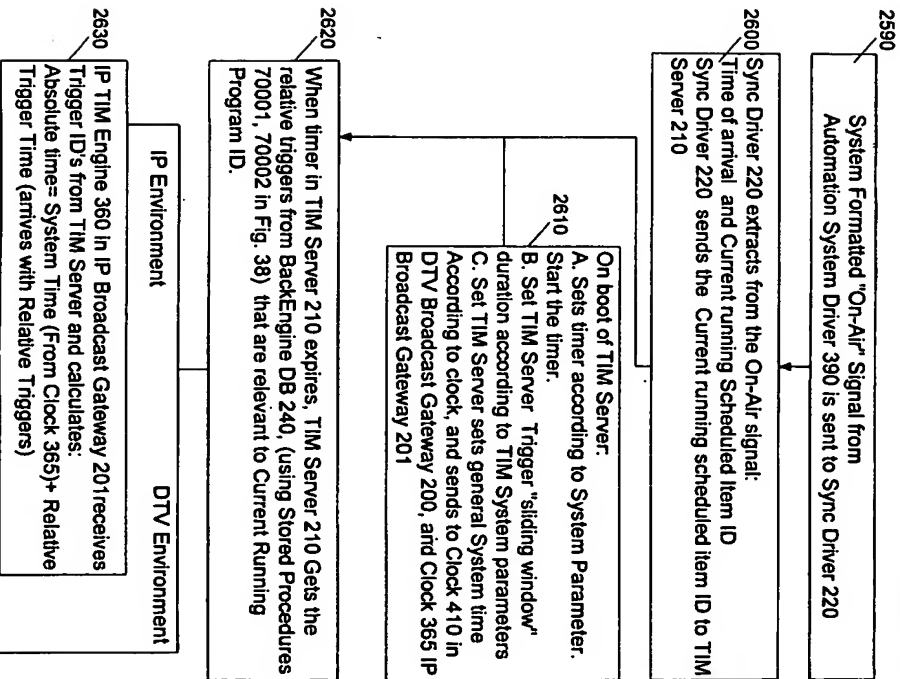 2590
System Formatted "On-Air" Signal from
Automation System Driver 390 is sent to Sync Driver 220
2600
Sync Driver 220 extracts from the On-Air signal:
Time of arrival and Current running Scheduled Item ID
Sync Driver 220 sends the Current running scheduled item ID to TIM
Server 210
2610
On boot of TIM Server:
A. Sets timer according to System Parameter.
Start the timer.
B. Set TIM Server Trigger "sliding window"
duration according to TIM System parameters
C. Set TIM Server sets general System time
According to clock, and sends to Clock 410 in
DTV Broadcast Gateway 200, and Clock 365 IP
Broadcast Gateway 201
2620
When timer in TIM Server 210 expires, TIM Server 210 Gets the
relative triggers from BackEngine DB 240, (using Stored Procedures
70001, 70002 in Fig. 38) that are relevant to Current Running
Program ID.
IP Environment
DTV Environment
2630
IP TIM Engine 360 in IP Broadcast Gateway 201receives
Trigger ID's from TIM Server and calculates:
Absolute time= System Time (From Clock 365)+ Relative
Trigger Time (arrives with Relative Triggers)